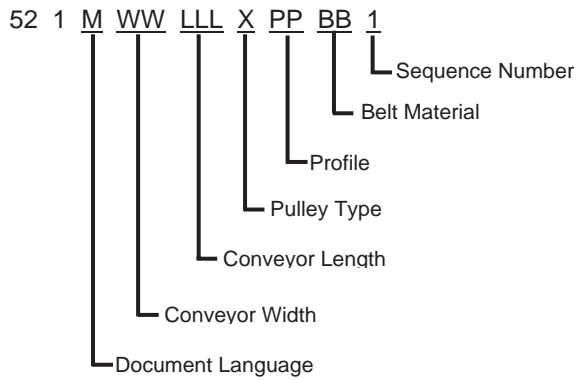 52 1 M WW LLL X PP BB 1
Sequence Number
Belt Material
Profile
Pulley Type
Conveyor Length
Conveyor Width
Document Language